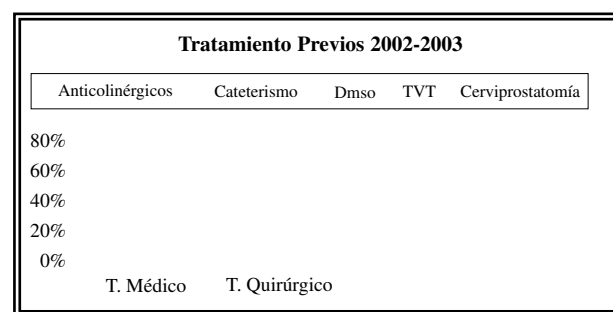 Tratamiento Previos 2002-2003
Anticolinérgicos Cateterismo Dmso TVT Cerviprostatomía
80%
60%
40%
20%
0%
T. Médico T. Quirúrgico